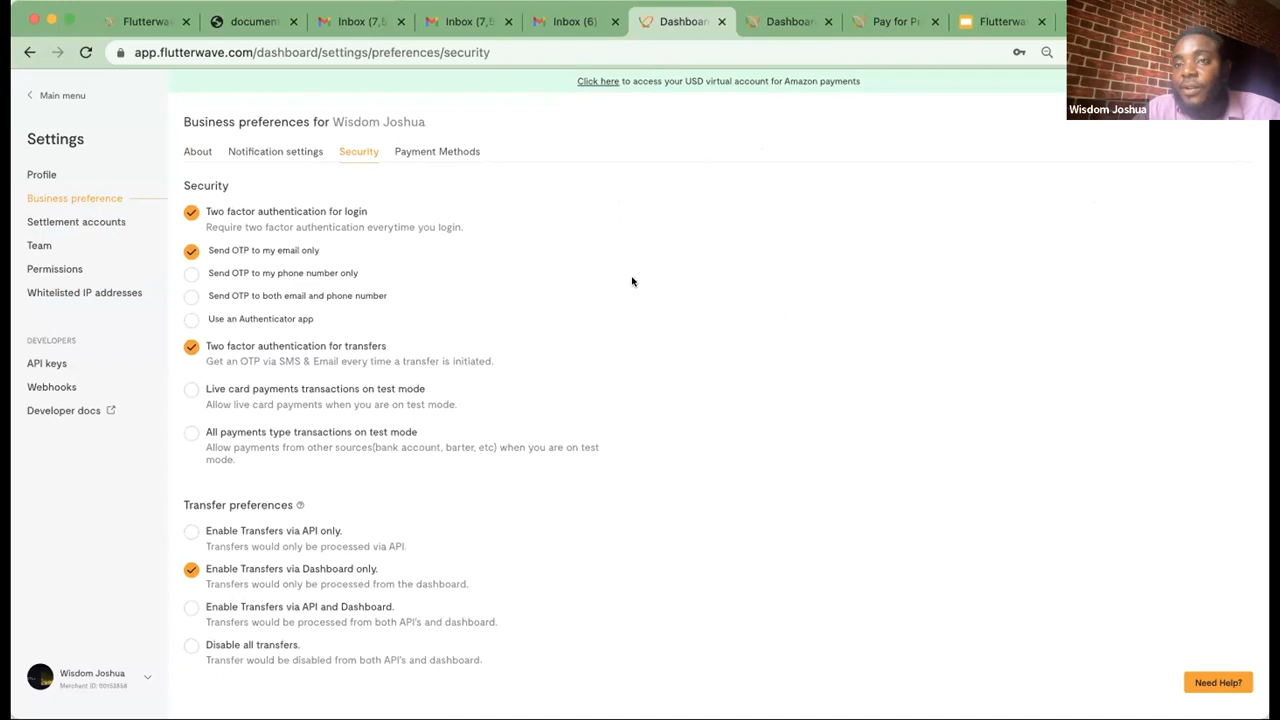 Flutterwa
documen
Inbox (7,5
Inbox (7,5
Inbox (6)
Dashboar
Dashboar
Pay for P
Flutterwa
app.flutterwave.com/dashboard/settings/preferences/security
Wisdom Joshua
Click here to access your USD virtual account for Amazon payments
Main menu
Settings
Profile
Business preference
Settlement accounts
Team
Permissions
Whitelisted IP addresses
DEVELOPERS
API keys
Webhooks
Developer docs
Wisdom Joshua
Merchant ID: 00153858
Business preferences for Wisdom Joshua
About Notification settings Security Payment Methods
Security
Two factor authentication for login
Require two factor authentication everytime you login.
Send OTP to my email only
Send OTP to my phone number only
Send OTP to both email and phone number
Use an Authenticator app
Two factor authentication for transfers
Get an OTP via SMS & Email every time a transfer is initiated.
Live card payments transactions on test mode
Allow live card payments when you are on test mode.
All payments type transactions on test mode
Allow payments from other sources(bank account, barter, etc) when you are on test
mode.
Transfer preferences
Enable Transfers via API only.
Transfers would only be processed via API.
Enable Transfers via Dashboard only.
Transfers would only be processed from the dashboard.
Enable Transfers via API and Dashboard.
Transfers would be processed from both API's and dashboard.
Disable all transfers.
Transfer would be disabled from both API's and dashboard.
Need Help?